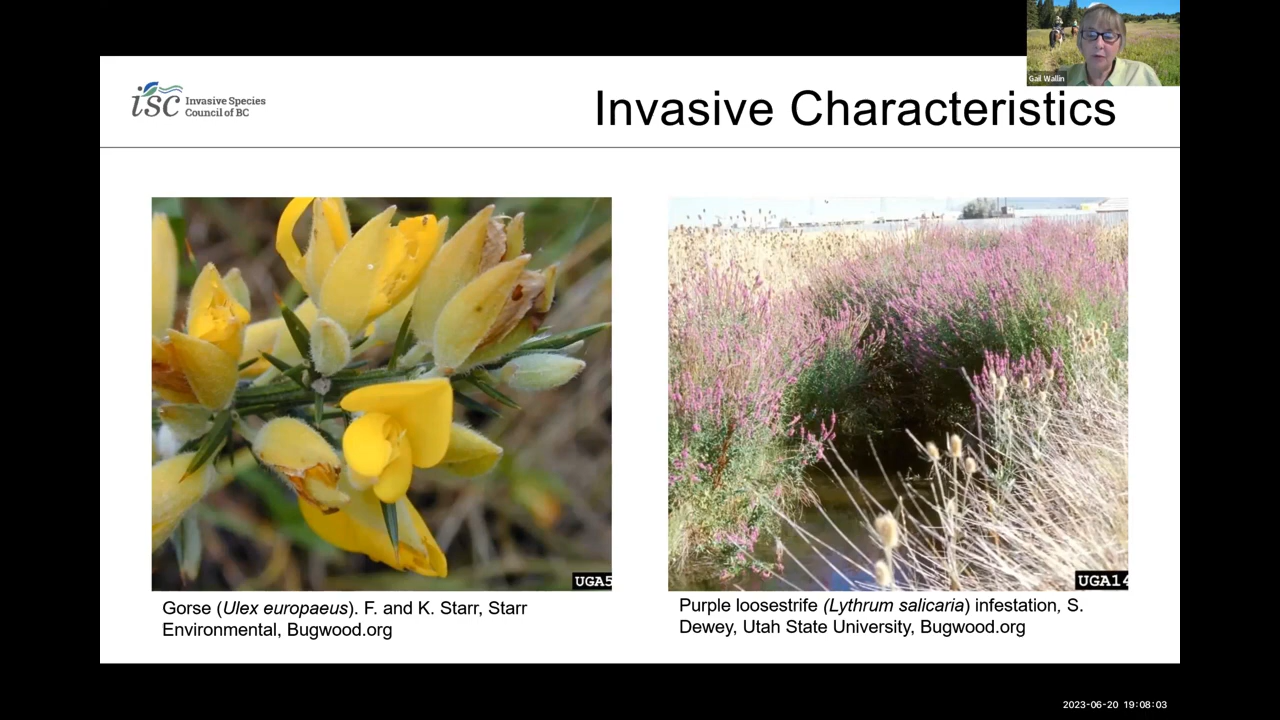 Gail Wallin
isc Invasive Species
Council of BC
Invasive Characteristics
UGA5
UGA14
Gorse (Ulex europaeus). F. and K. Starr, Starr
Environmental, Bugwood.org
Purple loosestrife (Lythrum salicaria) infestation, S.
Dewey, Utah State University, Bugwood.org
2023-06-20 19:08:03